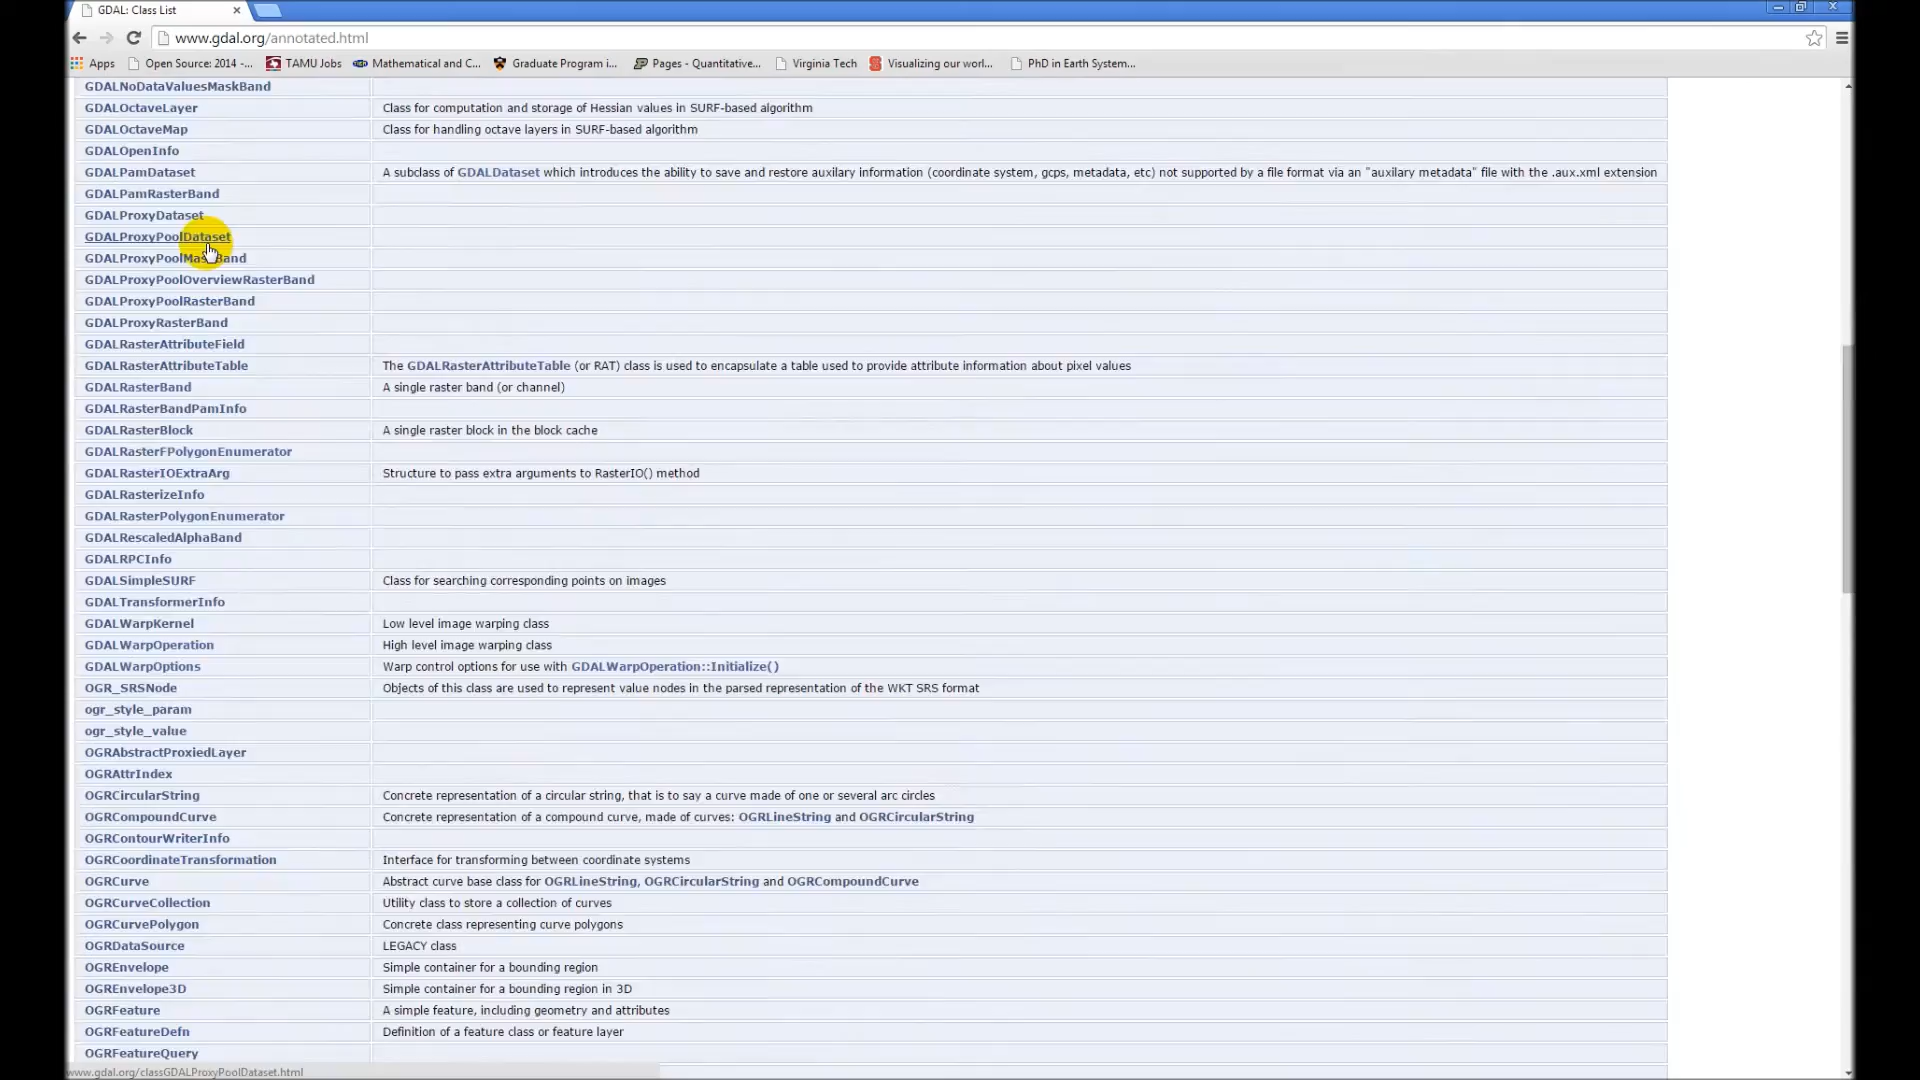 GDAL: Class List
www.gdal.org/annotated.html
Apps Open Source: 2014 -... TAMU Jobs Mathematical and C... Graduate Program i... Pages - Quantitative... Virginia Tech Visualizing our worl... PhD in Earth System...
GDALNoDataValuesMaskBand
GDALOctaveLayer Class for computation and storage of Hessian values in SURF-based algorithm
GDALOctaveMap Class for handling octave layers in SURF-based algorithm
GDALOpenInfo
GDALPamDataset A subclass of GDALDataset which introduces the ability to save and restore auxilary information (coordinate system, gcps, metadata, etc) not supported by a file format via an "auxilary metadata" file with the .aux.xml extension
GDALPamRasterBand
GDALProxyDataset
GDALProxyPoolDataset
GDALProxyPoolMaskBand
GDALProxyPoolOverviewRasterBand
GDALProxyPoolRasterBand
GDALProxyRasterBand
GDALRasterAttributeField
GDALRasterAttributeTable The GDALRasterAttributeTable (or RAT) class is used to encapsulate a table used to provide attribute information about pixel values
GDALRasterBand A single raster band (or channel)
GDALRasterBandPamInfo
GDALRasterBlock A single raster block in the block cache
GDALRasterFPolygonEnumerator
GDALRasterIOExtraArg Structure to pass extra arguments to RasterIO() method
GDALRasterizeInfo
GDALRasterPolygonEnumerator
GDALRescaledAlphaBand
GDALRPCInfo
GDALSimpleSURF Class for searching corresponding points on images
GDALTransformerInfo
GDALWarpKernel Low level image warping class
GDALWarpOperation High level image warping class
GDALWarpOptions Warp control options for use with GDALWarpOperation::Initialize()
OGR_SRSNode Objects of this class are used to represent value nodes in the parsed representation of the WKT SRS format
ogr_style_param
ogr_style_value
OGRAbstractProxiedLayer
OGRAttrIndex
OGRCircularString Concrete representation of a circular string, that is to say a curve made of one or several arc circles
OGRCompoundCurve Concrete representation of a compound curve, made of curves: OGRLineString and OGRCircularString
OGRContourWriterInfo
OGRCoordinateTransformation Interface for transforming between coordinate systems
OGRCurve Abstract curve base class for OGRLineString, OGRCircularString and OGRCompoundCurve
OGRCurveCollection Utility class to store a collection of curves
OGRCurvePolygon Concrete class representing curve polygons
OGRDataSource LEGACY class
OGREnvelope Simple container for a bounding region
OGREnvelope3D Simple container for a bounding region in 3D
OGRFeature A simple feature, including geometry and attributes
OGRFeatureDefn Definition of a feature class or feature layer
OGRFeatureQuery
www.gdal.org/classGDALProxyPoolDataset.html